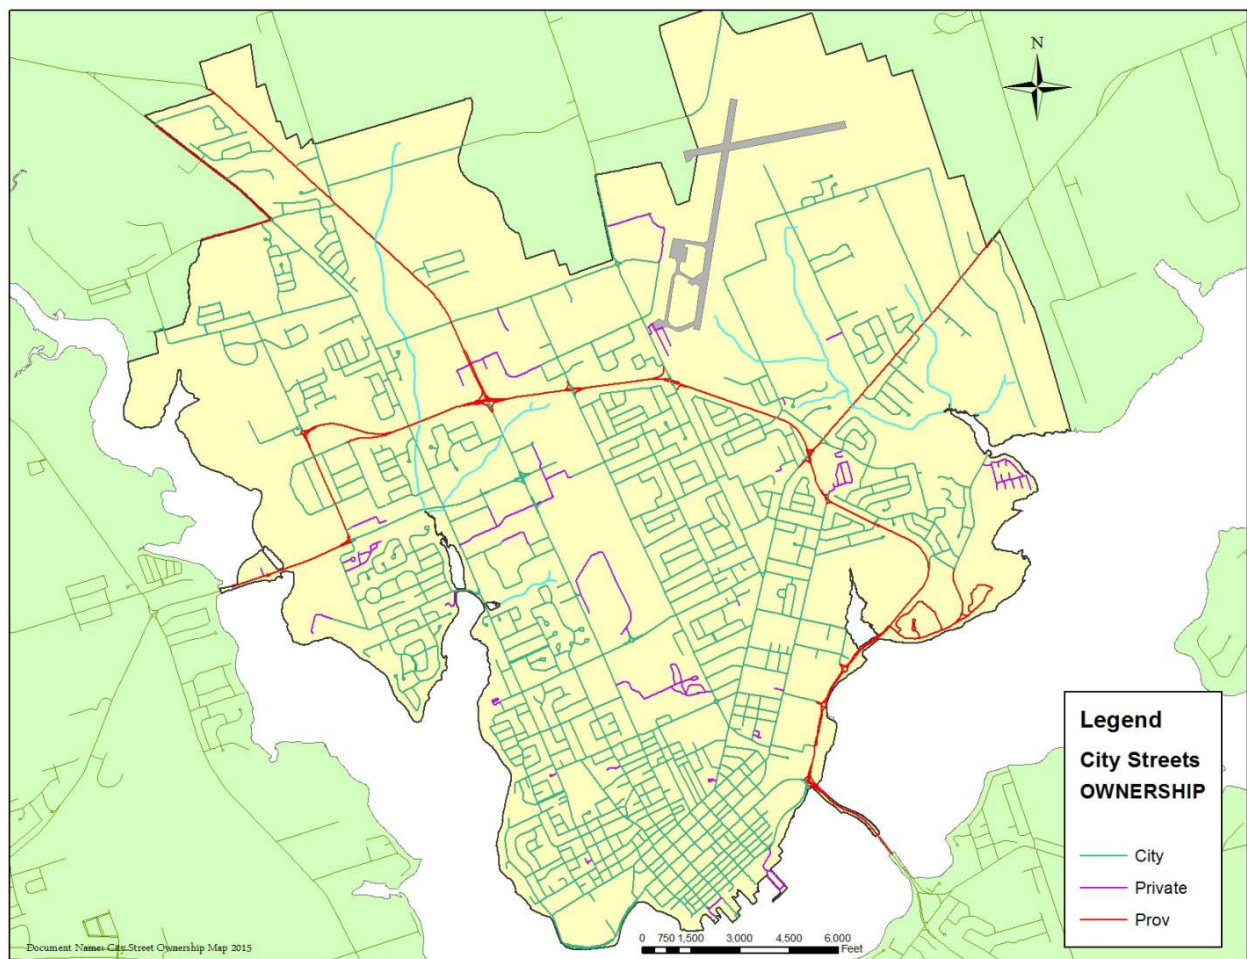 N
Legend
City Streets
OWNERSHIP
City
Private
Prov
0 750 1,500 3,000 4,500 6,000
Feet
Document Name: City Street Ownership Map 2015